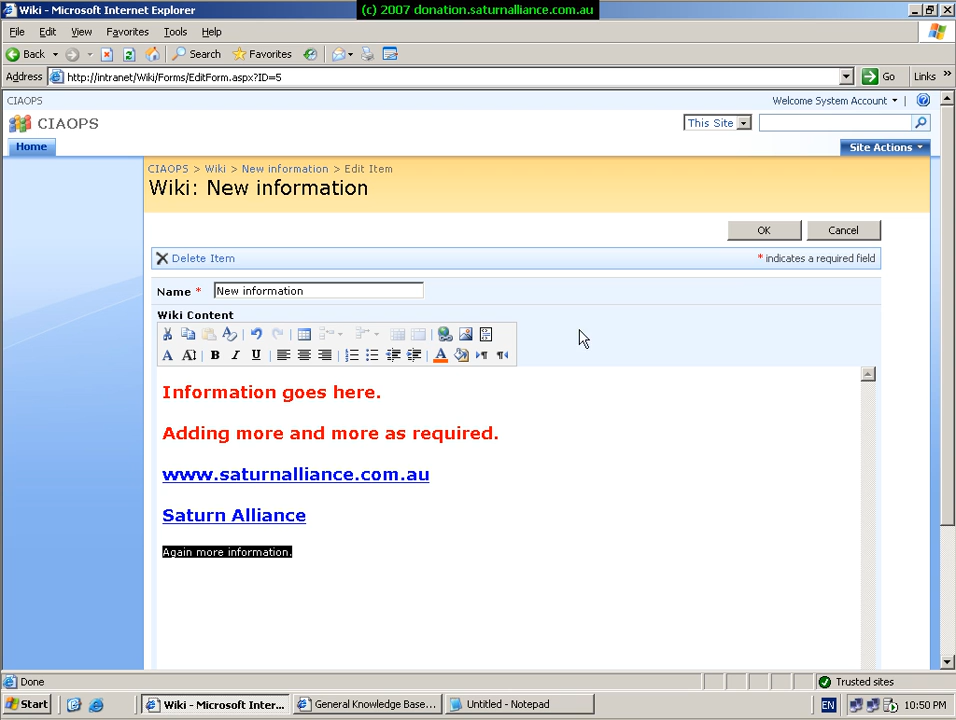 Wiki - Microsoft Internet Explorer
(c) 2007 donation.saturnalliance.com.au
File Edit View Favorites Tools Help
Back Search Favorites
Address http://intranet/Wiki/Forms/EditForm.aspx?ID=5 Go Links »
CIAOPS Welcome System Account
CIAOPS This Site
Home Site Actions
CIAOPS > Wiki > New information > Edit Item
Wiki: New information
OK Cancel
Delete Item * indicates a required field
Name * New information
Wiki Content
A A B I U A
Information goes here.
Adding more and more as required.
www.saturnalliance.com.au
Saturn Alliance
Again more information.
Done Trusted sites
Start Wiki - Microsoft Inter... General Knowledge Base... Untitled - Notepad EN 10:50 PM